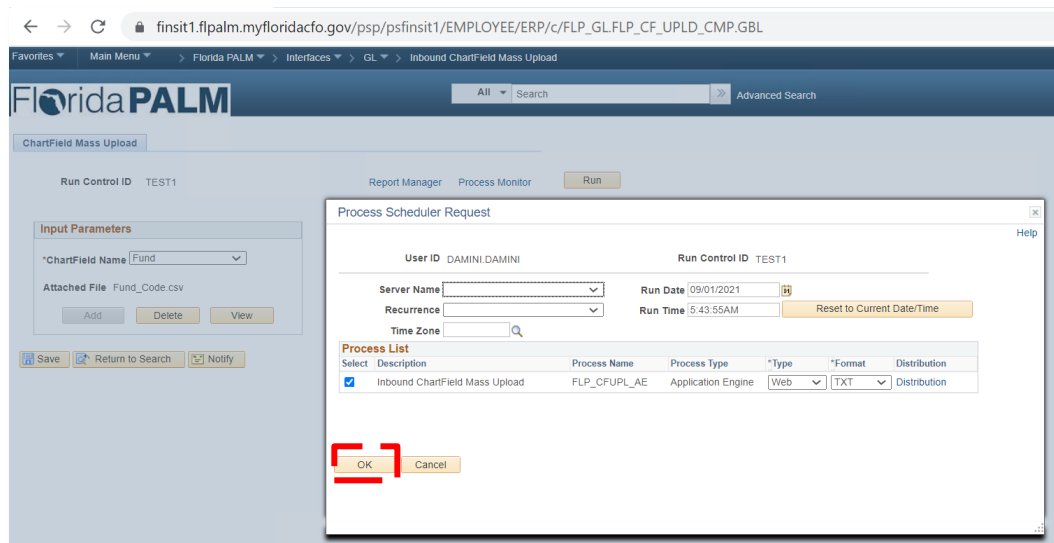 finsit1.flpalm.myfloridacfo.gov/psp/psfinsit1/EMPLOYEE/ERP/c/FLP_GL.FLP_CF_UPLD_CMP.GBL
Favorites Main Menu > Florida PALM > Interfaces > GL > Inbound ChartField Mass Upload
Florida PALM All Search Advanced Search
ChartField Mass Upload
Run Control ID TEST1 Report Manager Process Monitor Run
Input Parameters
*ChartField Name Fund
Attached File Fund_Code.csv
Add Delete View
Save Return to Search Notify
Process Scheduler Request
Help
User ID DAMINI.DAMINI Run Control ID TEST1
Server Name Run Date 09/01/2021
Recurrence Run Time 5:43:55AM Reset to Current Date/Time
Time Zone
Process List
Select Description Process Name Process Type *Type *Format Distribution
Inbound ChartField Mass Upload FLP_CFUPL_AE Application Engine Web TXT Distribution
OK Cancel